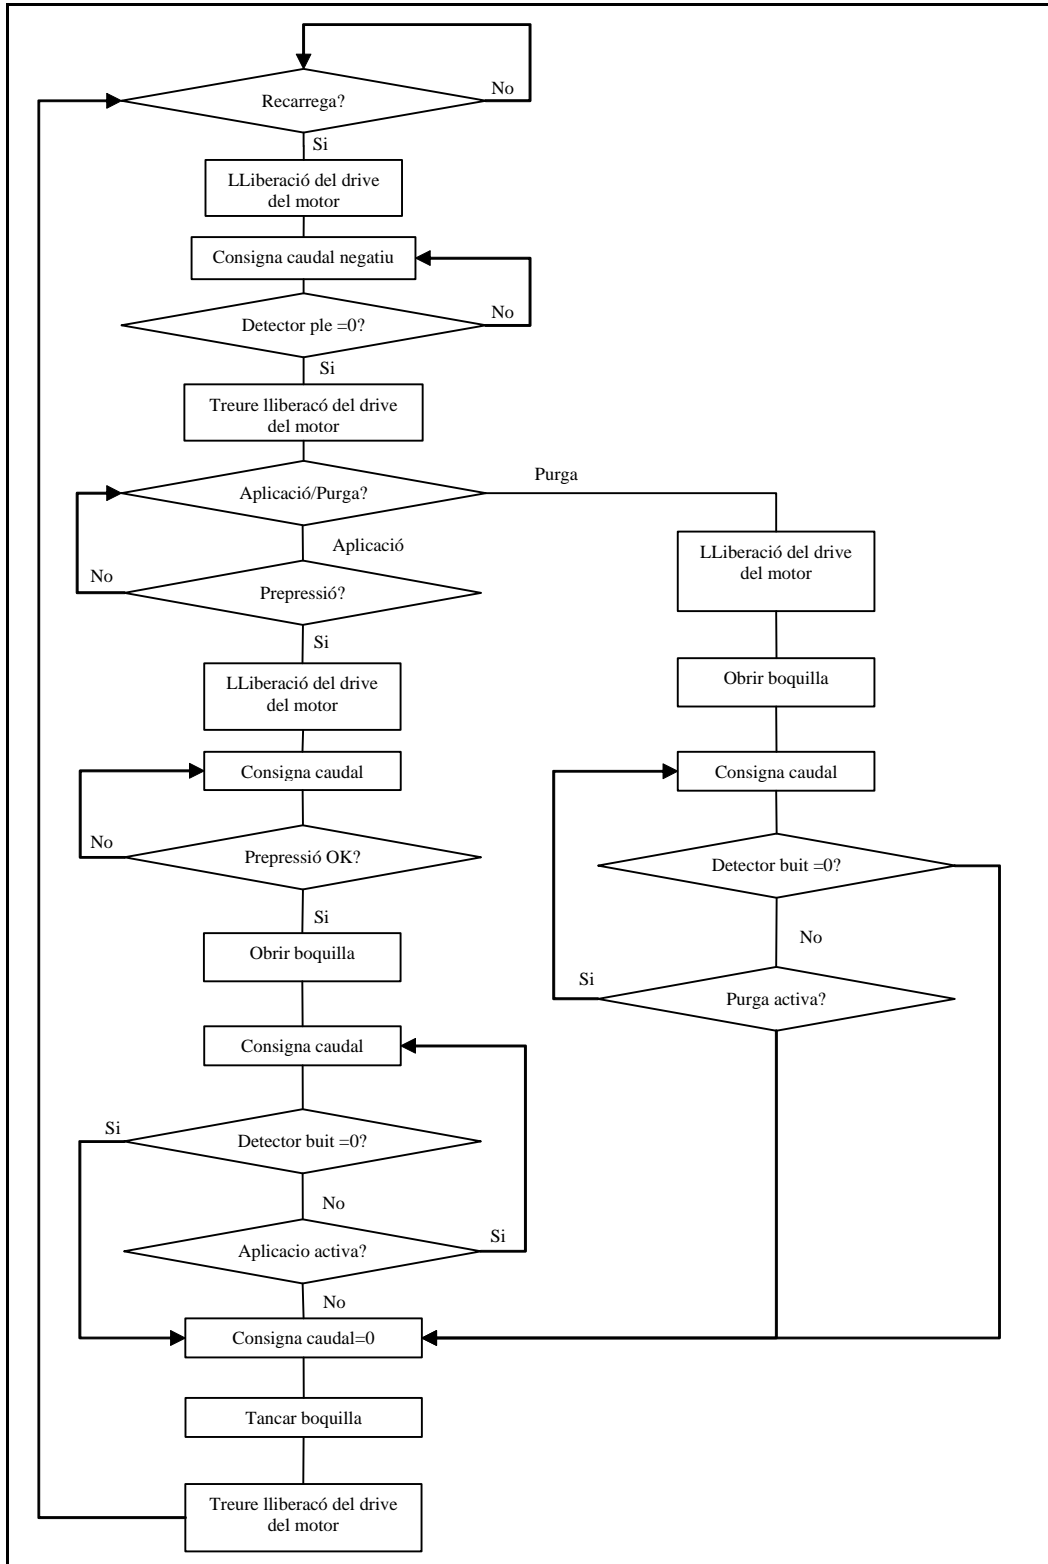 No
Recarrega?
Si
LLiberació del drive
del motor
Consigna caudal negatiu
No
Detector ple =0?
Si
Treure lliberacó del drive
del motor
Purga
Aplicació/Purga?
Aplicació
No
Prepressió?
Si
LLiberació del drive
del motor
Consigna caudal
No
Prepressió OK?
Si
Obrir boquilla
Consigna caudal
Si
Detector buit =0?
No
Aplicacio activa?
Si
No
Consigna caudal=0
Tancar boquilla
Treure lliberacó del drive
del motor
LLiberació del drive
del motor
Obrir boquilla
Consigna caudal
Detector buit =0?
No
Si
Purga activa?